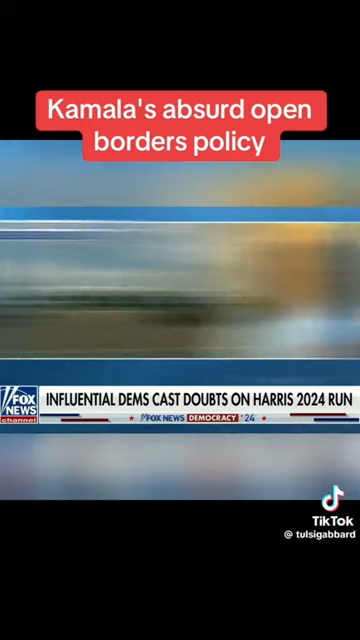 Kamala's absurd open
borders policy
FOX
NEWS
channel
INFLUENTIAL DEMS CAST DOUBTS ON HARRIS 2024 RUN
FOX NEWS DEMOCRACY '24
TikTok
@ tulsigabbard